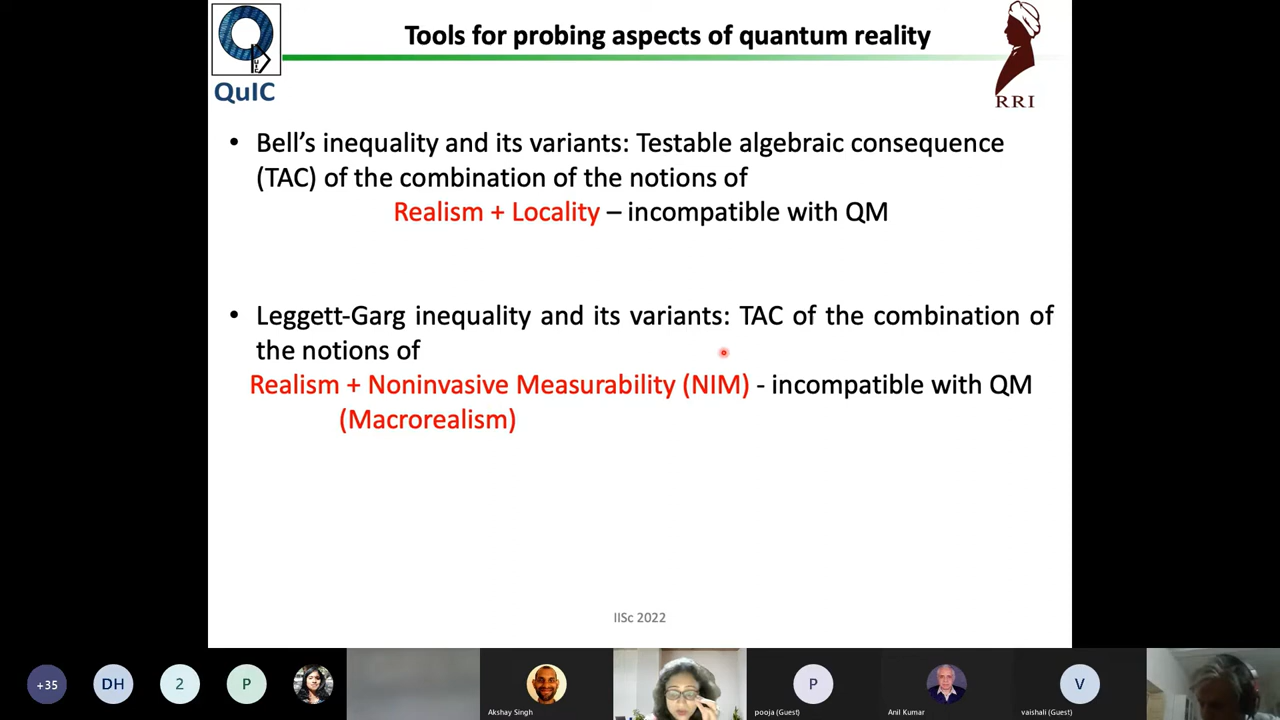 Tools for probing aspects of quantum reality
QuIC
RRI
• Bell's inequality and its variants: Testable algebraic consequence
(TAC) of the combination of the notions of
Realism + Locality – incompatible with QM
• Leggett-Garg inequality and its variants: TAC of the combination of
the notions of
Realism + Noninvasive Measurability (NIM) - incompatible with QM
(Macrorealism)
IISc 2022
+35
DH
2
P
Akshay Singh
P
pooja (Guest)
Anil Kumar
V
vaishali (Guest)